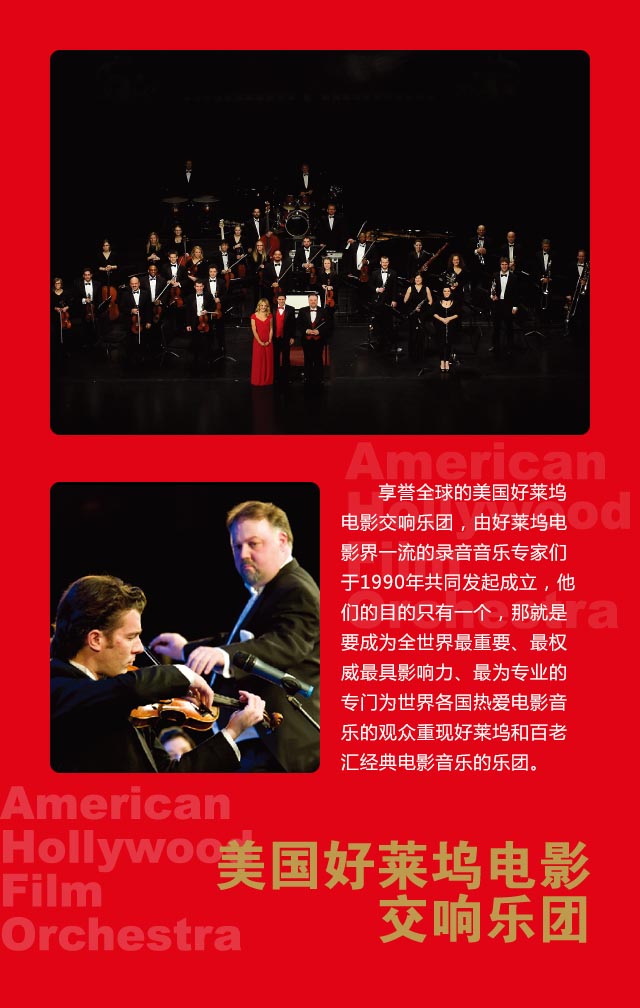 American
Hollywood
Film
Orchestra
享誉全球的美国好莱坞
电影交响乐团，由好莱坞电
影界一流的录音音乐专家们
于1990年共同发起成立，他
们的目的只有一个，那就是
要成为全世界最重要、最权
威最具影响力、最为专业的
专门为世界各国热爱电影音
乐的观众重现好莱坞和百老
汇经典电影音乐的乐团。
American
Hollywood
Film
Orchestra
美国好莱坞电影
交响乐团